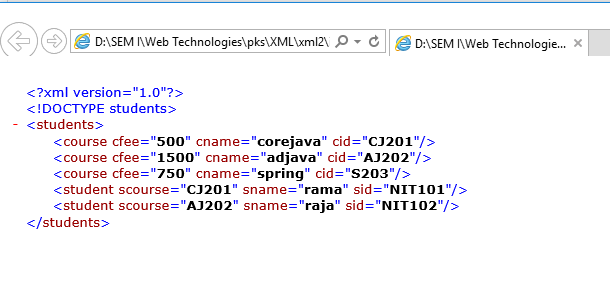 D:\SEM I\Web Technologies\pks\XML\xml2\
D:\SEM I\Web Technologie...
<?xml version="1.0"?>
<!DOCTYPE students>
- <students>
<course cfee="500" cname="corejava" cid="CJ201"/>
<course cfee="1500" cname="adjava" cid="AJ202"/>
<course cfee="750" cname="spring" cid="S203"/>
<student scourse="CJ201" sname="rama" sid="NIT101"/>
<student scourse="AJ202" sname="raja" sid="NIT102"/>
</students>